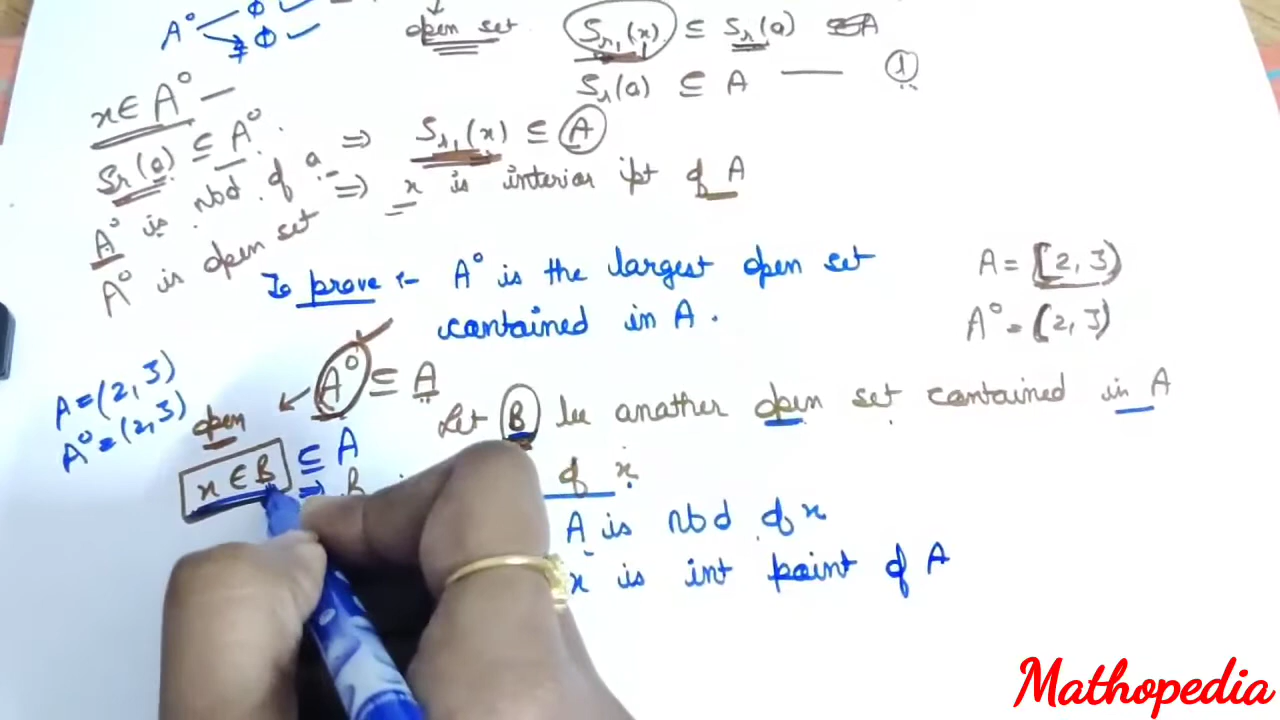 A° φ
≠ φ
open set S_{r₁}(x) ⊆ S_r(a) A
S_r(a) ⊆ A — ①
x ∈ A° —
S_r(a) ⊆ A° . ⇒ S_{r₁}(x) ⊆ A
A° is nbd of a ⇒ x is interior pt of A
A° is open set
To prove :- A° is the largest open set
contained in A .
A = [2, 3)
A° = (2, 3)
A = (2, 3)
A° = (2, 3)
A° ⊆ A
open
Let B be another open set contained in A
x ∈ B ⊆ A
⇒ B of x
A is nbd of x
x is int point of A
Mathopedia